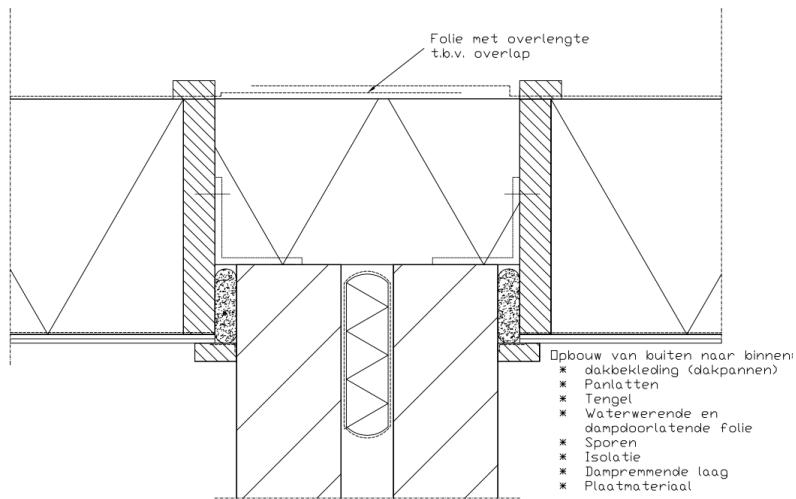 Folie met overlengte
t.b.v. overlap
Opbouw van buiten naar binnen:
* dakbekleding (dakpannen)
* Panlatten
* Tengel
* Waterwerende en
dampdoorlatende folie
* Sporen
* Isolatie
* Dampremmende laag
* Plaatmateriaal